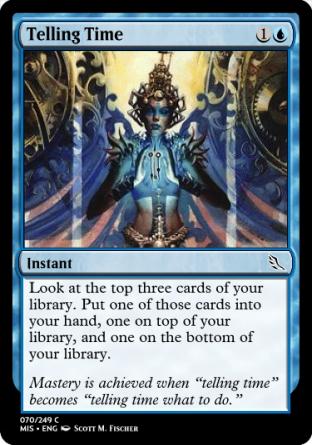 Telling Time 1
Instant
Look at the top three cards of your
library. Put one of those cards into
your hand, one on top of your
library, and one on the bottom of
your library.
Mastery is achieved when “telling time”
becomes “telling time what to do.”
070/249 C
MIS • ENG Scott M. Fischer